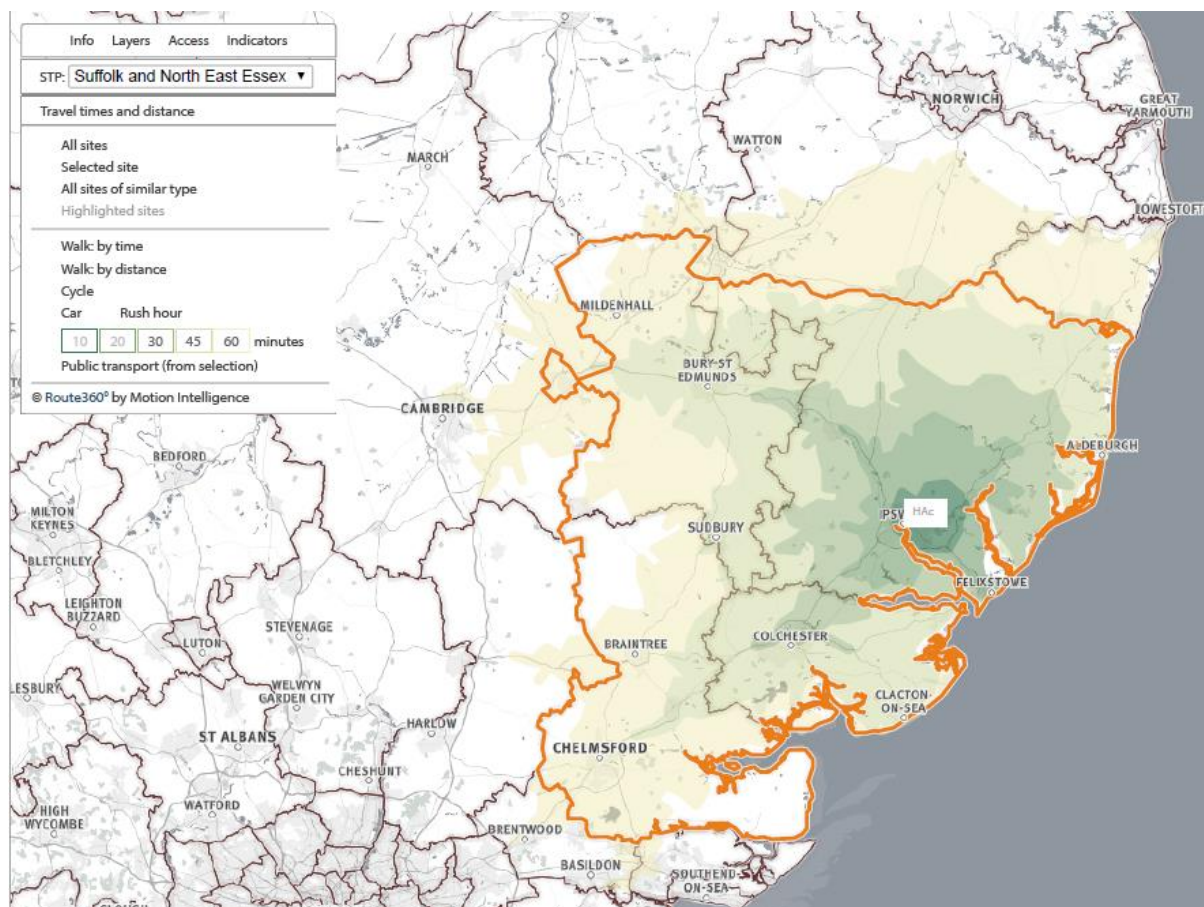 Info Layers Access Indicators
STP: Suffolk and North East Essex
Travel times and distance
All sites
Selected site
All sites of similar type
Highlighted sites
Walk: by time
Walk: by distance
Cycle
Car Rush hour
10 20 30 45 60 minutes
Public transport (from selection)
© Route360° by Motion Intelligence
NORWICH
GREAT
YARMOUTH
WATTON
MARCH
LOWESTOFT
MILDENHALL
BURY ST
EDMUNDS
CAMBRIDGE
ALDEBURGH
BEDFORD
MILTON
KEYNES
HAc
IPSW
SUDBURY
BLETCHLEY
FELIXSTOWE
LEIGHTON
BUZZARD
STEVENAGE
LUTON
COLCHESTER
BRAINTREE
LESBURY
WELWYN
GARDEN CITY
CLACTON-
ON-SEA
HARLOW
ST ALBANS
CHELMSFORD
CHESHUNT
WATFORD
HIGH
WYCOMBE
BRENTWOOD
BASILDON
SOUTHEND-
ON-SEA